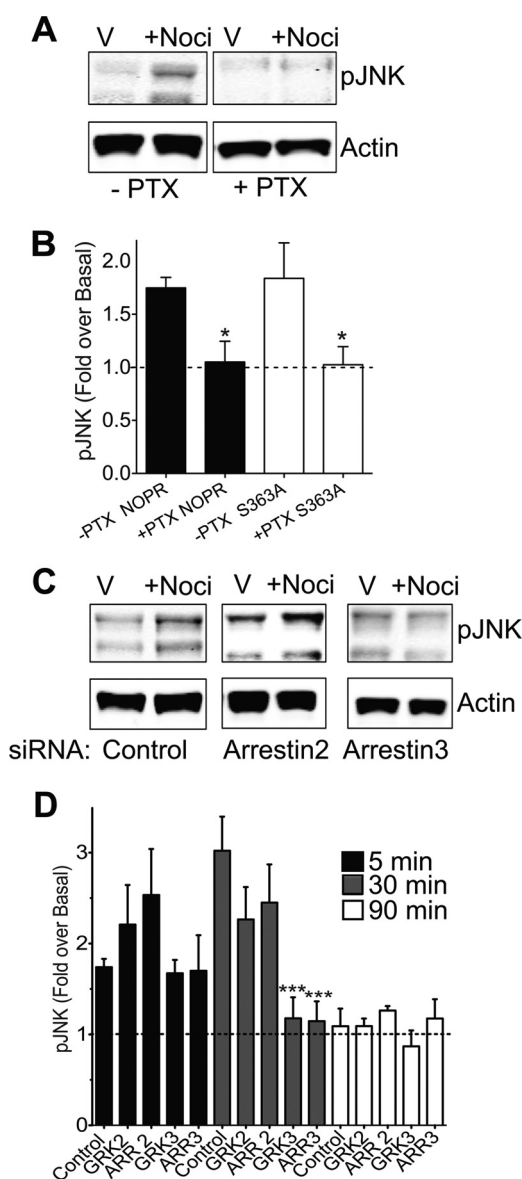 A
V +Noci V +Noci
pJNK
Actin
- PTX + PTX
B
pJNK (Fold over Basal)
2.0
1.5
1.0
0.5
0.0
* *
-PTX NOPR +PTX NOPR -PTX S363A +PTX S363A
C
V +Noci V +Noci V +Noci
pJNK
Actin
siRNA: Control Arrestin2 Arrestin3
D
pJNK (Fold over Basal)
3
2
1
0
5 min
30 min
90 min
*** ***
Control GRK2 ARR 2 GRK3 ARR3 Control GRK2 ARR 2 GRK3 ARR3 Control GRK2 ARR 2 GRK3 ARR3